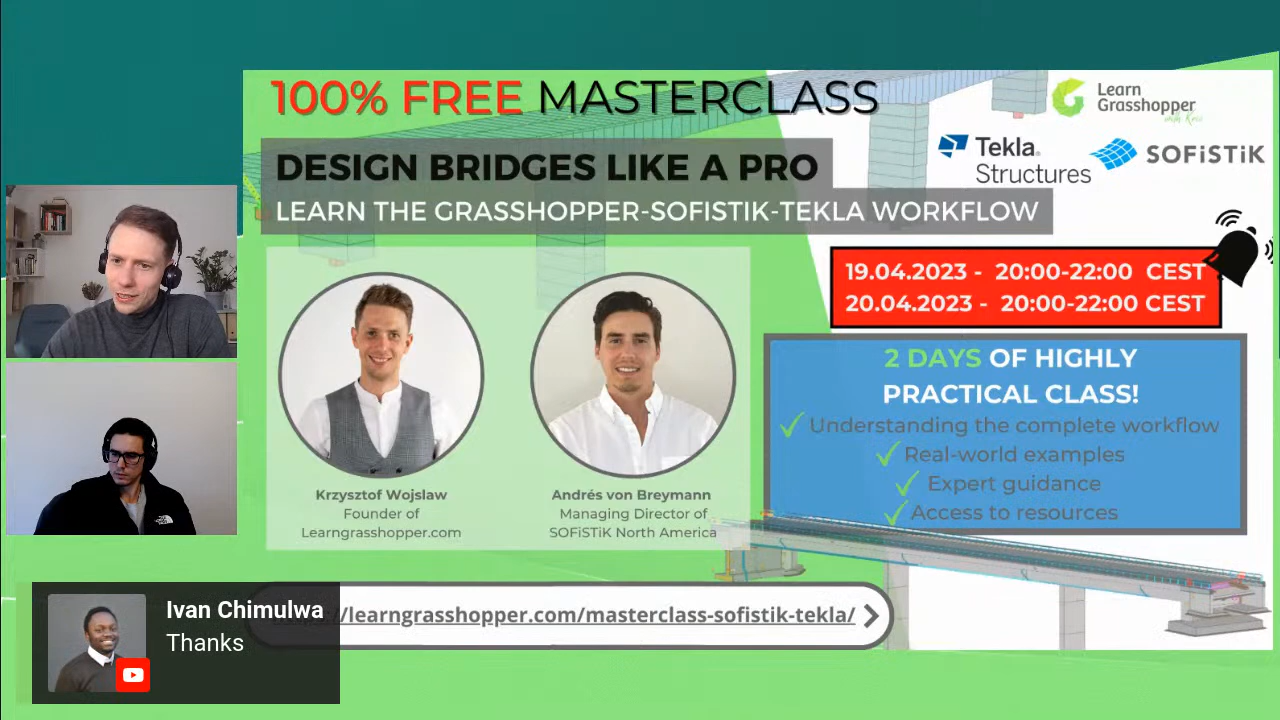 100% FREE MASTERCLASS
Learn
Grasshopper
DESIGN BRIDGES LIKE A PRO
Tekla®
Structures
SOFiSTiK
LEARN THE GRASSHOPPER-SOFISTIK-TEKLA WORKFLOW
19.04.2023 - 20:00-22:00 CEST
20.04.2023 - 20:00-22:00 CEST
2 DAYS OF HIGHLY
PRACTICAL CLASS!
Understanding the complete workflow
Real-world examples
Expert guidance
Access to resources
Krzysztof Wojslaw
Founder of
Learngrasshopper.com
Andrés von Breymann
Managing Director of
SOFiSTiK North America
THE NORTH FACE
Ivan Chimulwa
Thanks
//learngrasshopper.com/masterclass-sofistik-tekla/